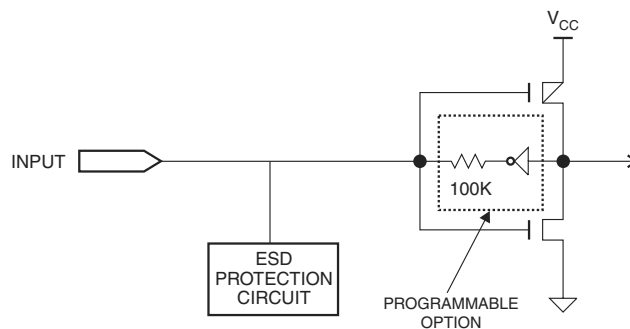 VCC
INPUT
100K
ESD
PROTECTION
CIRCUIT
PROGRAMMABLE
OPTION